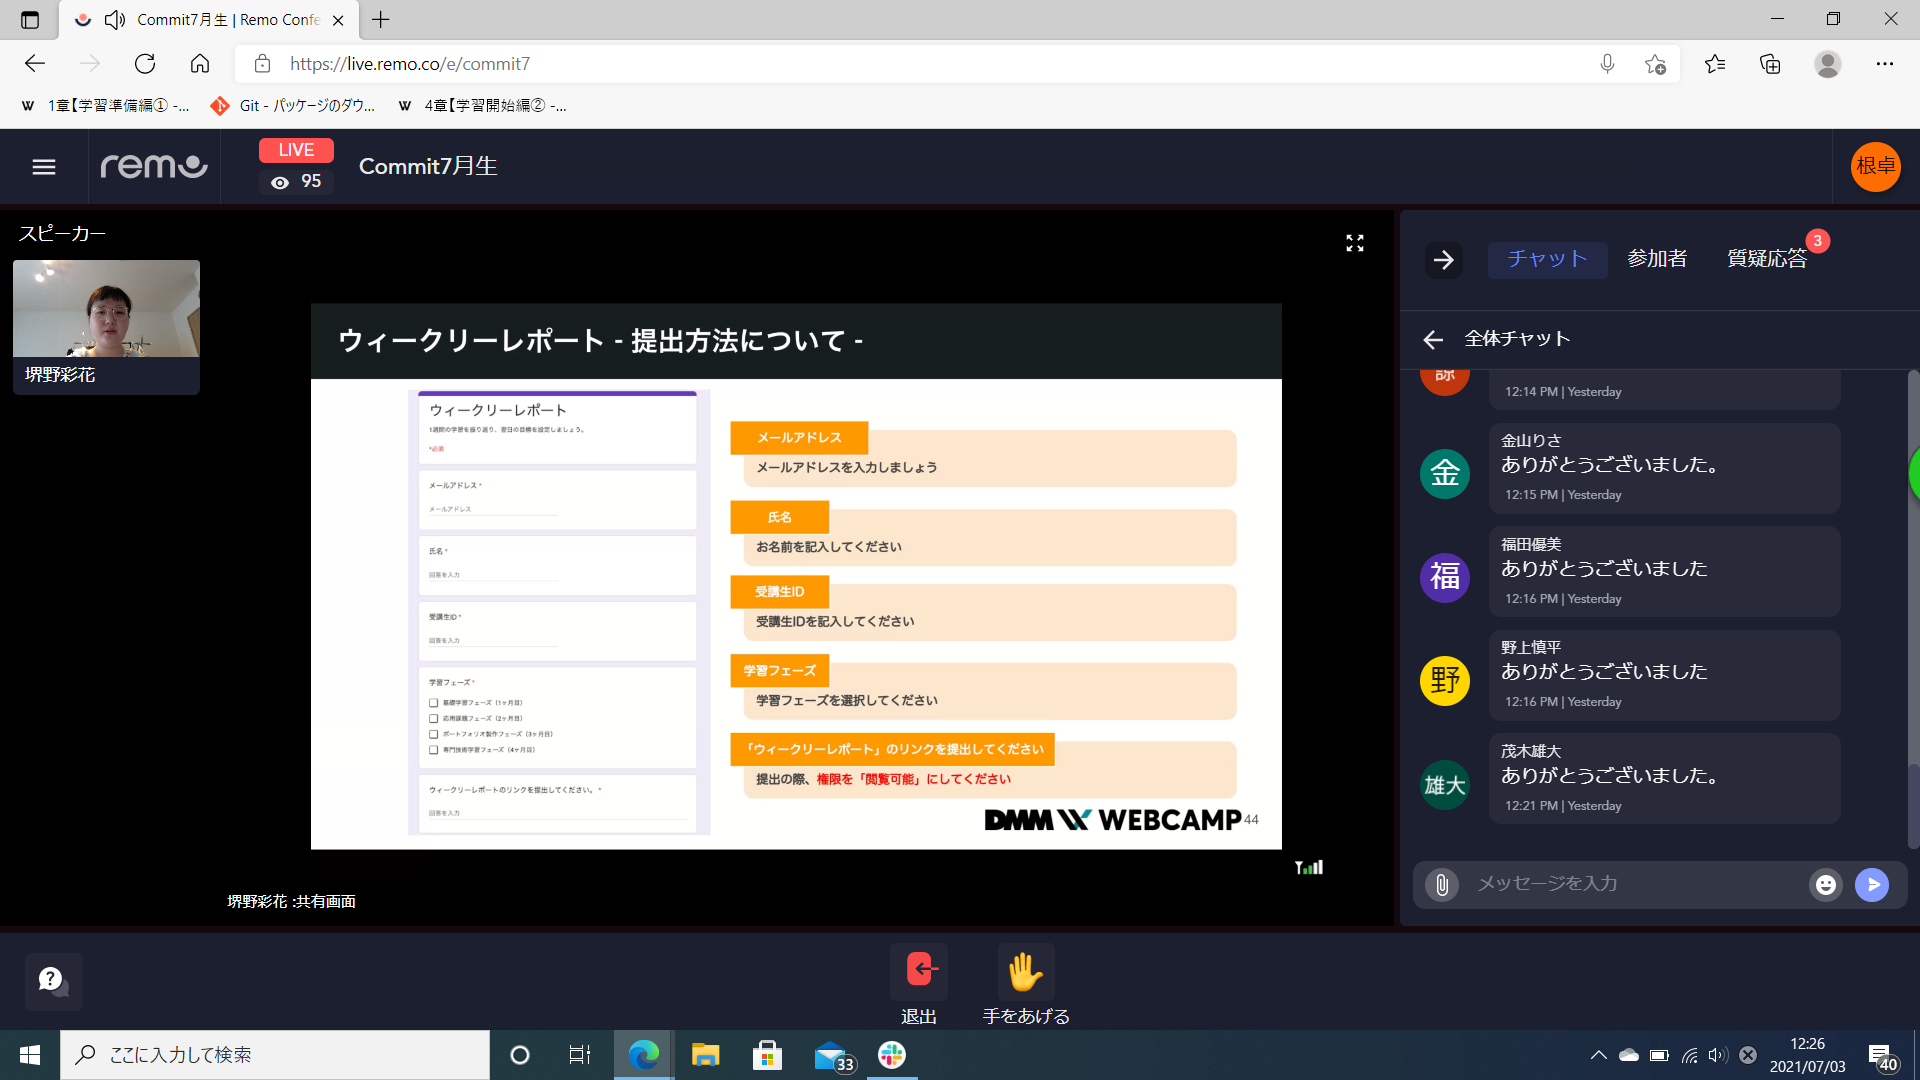 Commit7月生 | Remo Confe
https://live.remo.co/e/commit7
1章【学習準備編① -...
Git - パッケージのダウ...
4章【学習開始編② -...
remo
LIVE
95
Commit7月生
根卓
スピーカー
堺野彩花
ウィークリーレポート - 提出方法について -
ウィークリーレポート
1週間の学習を振り返り、翌日の目標を設定しましょう。
*必須
メールアドレス *
メールアドレス
氏名 *
回答を入力
受講生ID *
回答を入力
学習フェーズ *
基礎学習フェーズ（1ヶ月目）
応用課題フェーズ（2ヶ月目）
ポートフォリオ製作フェーズ（3ヶ月目）
専門技術学習フェーズ（4ヶ月目）
ウィークリーレポートのリンクを提出してください。 *
回答を入力
メールアドレス
メールアドレスを入力しましょう
氏名
お名前を記入してください
受講生ID
受講生IDを記入してください
学習フェーズ
学習フェーズを選択してください
「ウィークリーレポート」のリンクを提出してください
提出の際、権限を「閲覧可能」にしてください
DMM WEBCAMP 44
堺野彩花 :共有画面
チャット
参加者
質疑応答
3
全体チャット
12:14 PM | Yesterday
金
金山りさ
ありがとうございました。
12:15 PM | Yesterday
福
福田優美
ありがとうございました
12:16 PM | Yesterday
野
野上慎平
ありがとうございました
12:16 PM | Yesterday
雄大
茂木雄大
ありがとうございました。
12:21 PM | Yesterday
メッセージを入力
退出
手をあげる
ここに入力して検索
33
12:26
2021/07/03
40